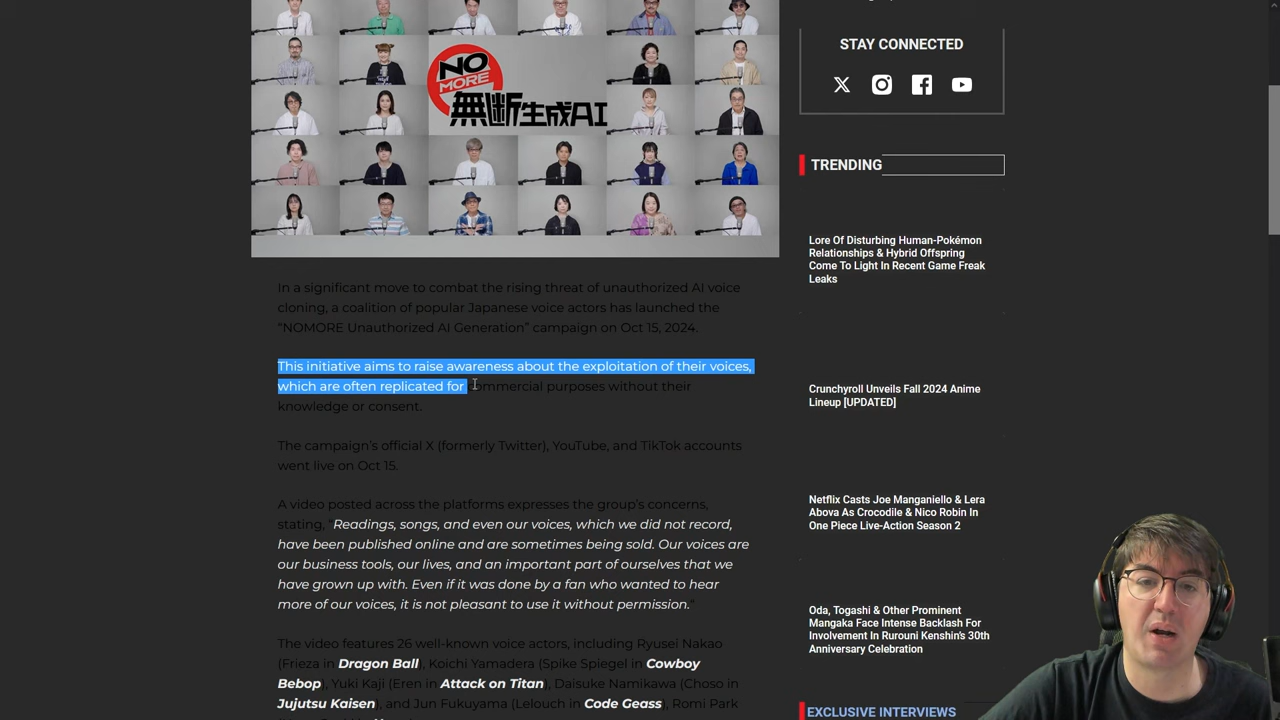 NO
MORE
無断生成AI
In a significant move to combat the rising threat of unauthorized AI voice
cloning, a coalition of popular Japanese voice actors has launched the
“NOMORE Unauthorized AI Generation” campaign on Oct 15, 2024.
This initiative aims to raise awareness about the exploitation of their voices,
which are often replicated for commercial purposes without their
knowledge or consent.
The campaign’s official X (formerly Twitter), YouTube, and TikTok accounts
went live on Oct 15.
A video posted across the platforms expresses the group’s concerns,
stating, “Readings, songs, and even our voices, which we did not record,
have been published online and are sometimes being sold. Our voices are
our business tools, our lives, and an important part of ourselves that we
have grown up with. Even if it was done by a fan who wanted to hear
more of our voices, it is not pleasant to use it without permission.“
The video features 26 well-known voice actors, including Ryusei Nakao
(Frieza in Dragon Ball), Koichi Yamadera (Spike Spiegel in Cowboy
Bebop), Yuki Kaji (Eren in Attack on Titan), Daisuke Namikawa (Choso in
Jujutsu Kaisen), and Jun Fukuyama (Lelouch in Code Geass), Romi Park
STAY CONNECTED
TRENDING
Lore Of Disturbing Human-Pokémon
Relationships & Hybrid Offspring
Come To Light In Recent Game Freak
Leaks
Crunchyroll Unveils Fall 2024 Anime
Lineup [UPDATED]
Netflix Casts Joe Manganiello & Lera
Abova As Crocodile & Nico Robin In
One Piece Live-Action Season 2
Oda, Togashi & Other Prominent
Mangaka Face Intense Backlash For
Involvement In Rurouni Kenshin’s 30th
Anniversary Celebration
EXCLUSIVE INTERVIEWS